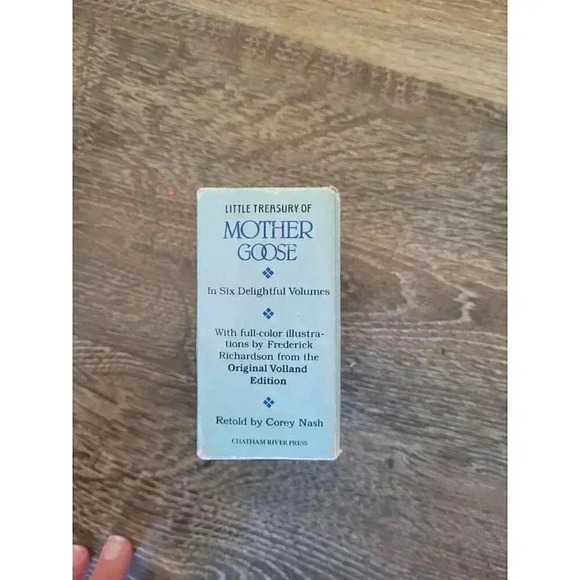 LITTLE TREASURY OF
MOTHER
GOOSE
In Six Delightful Volumes
With full-color illustra-
tions by Frederick
Richardson from the
Original Volland
Edition
Retold by Corey Nash
CHATHAM RIVER PRESS